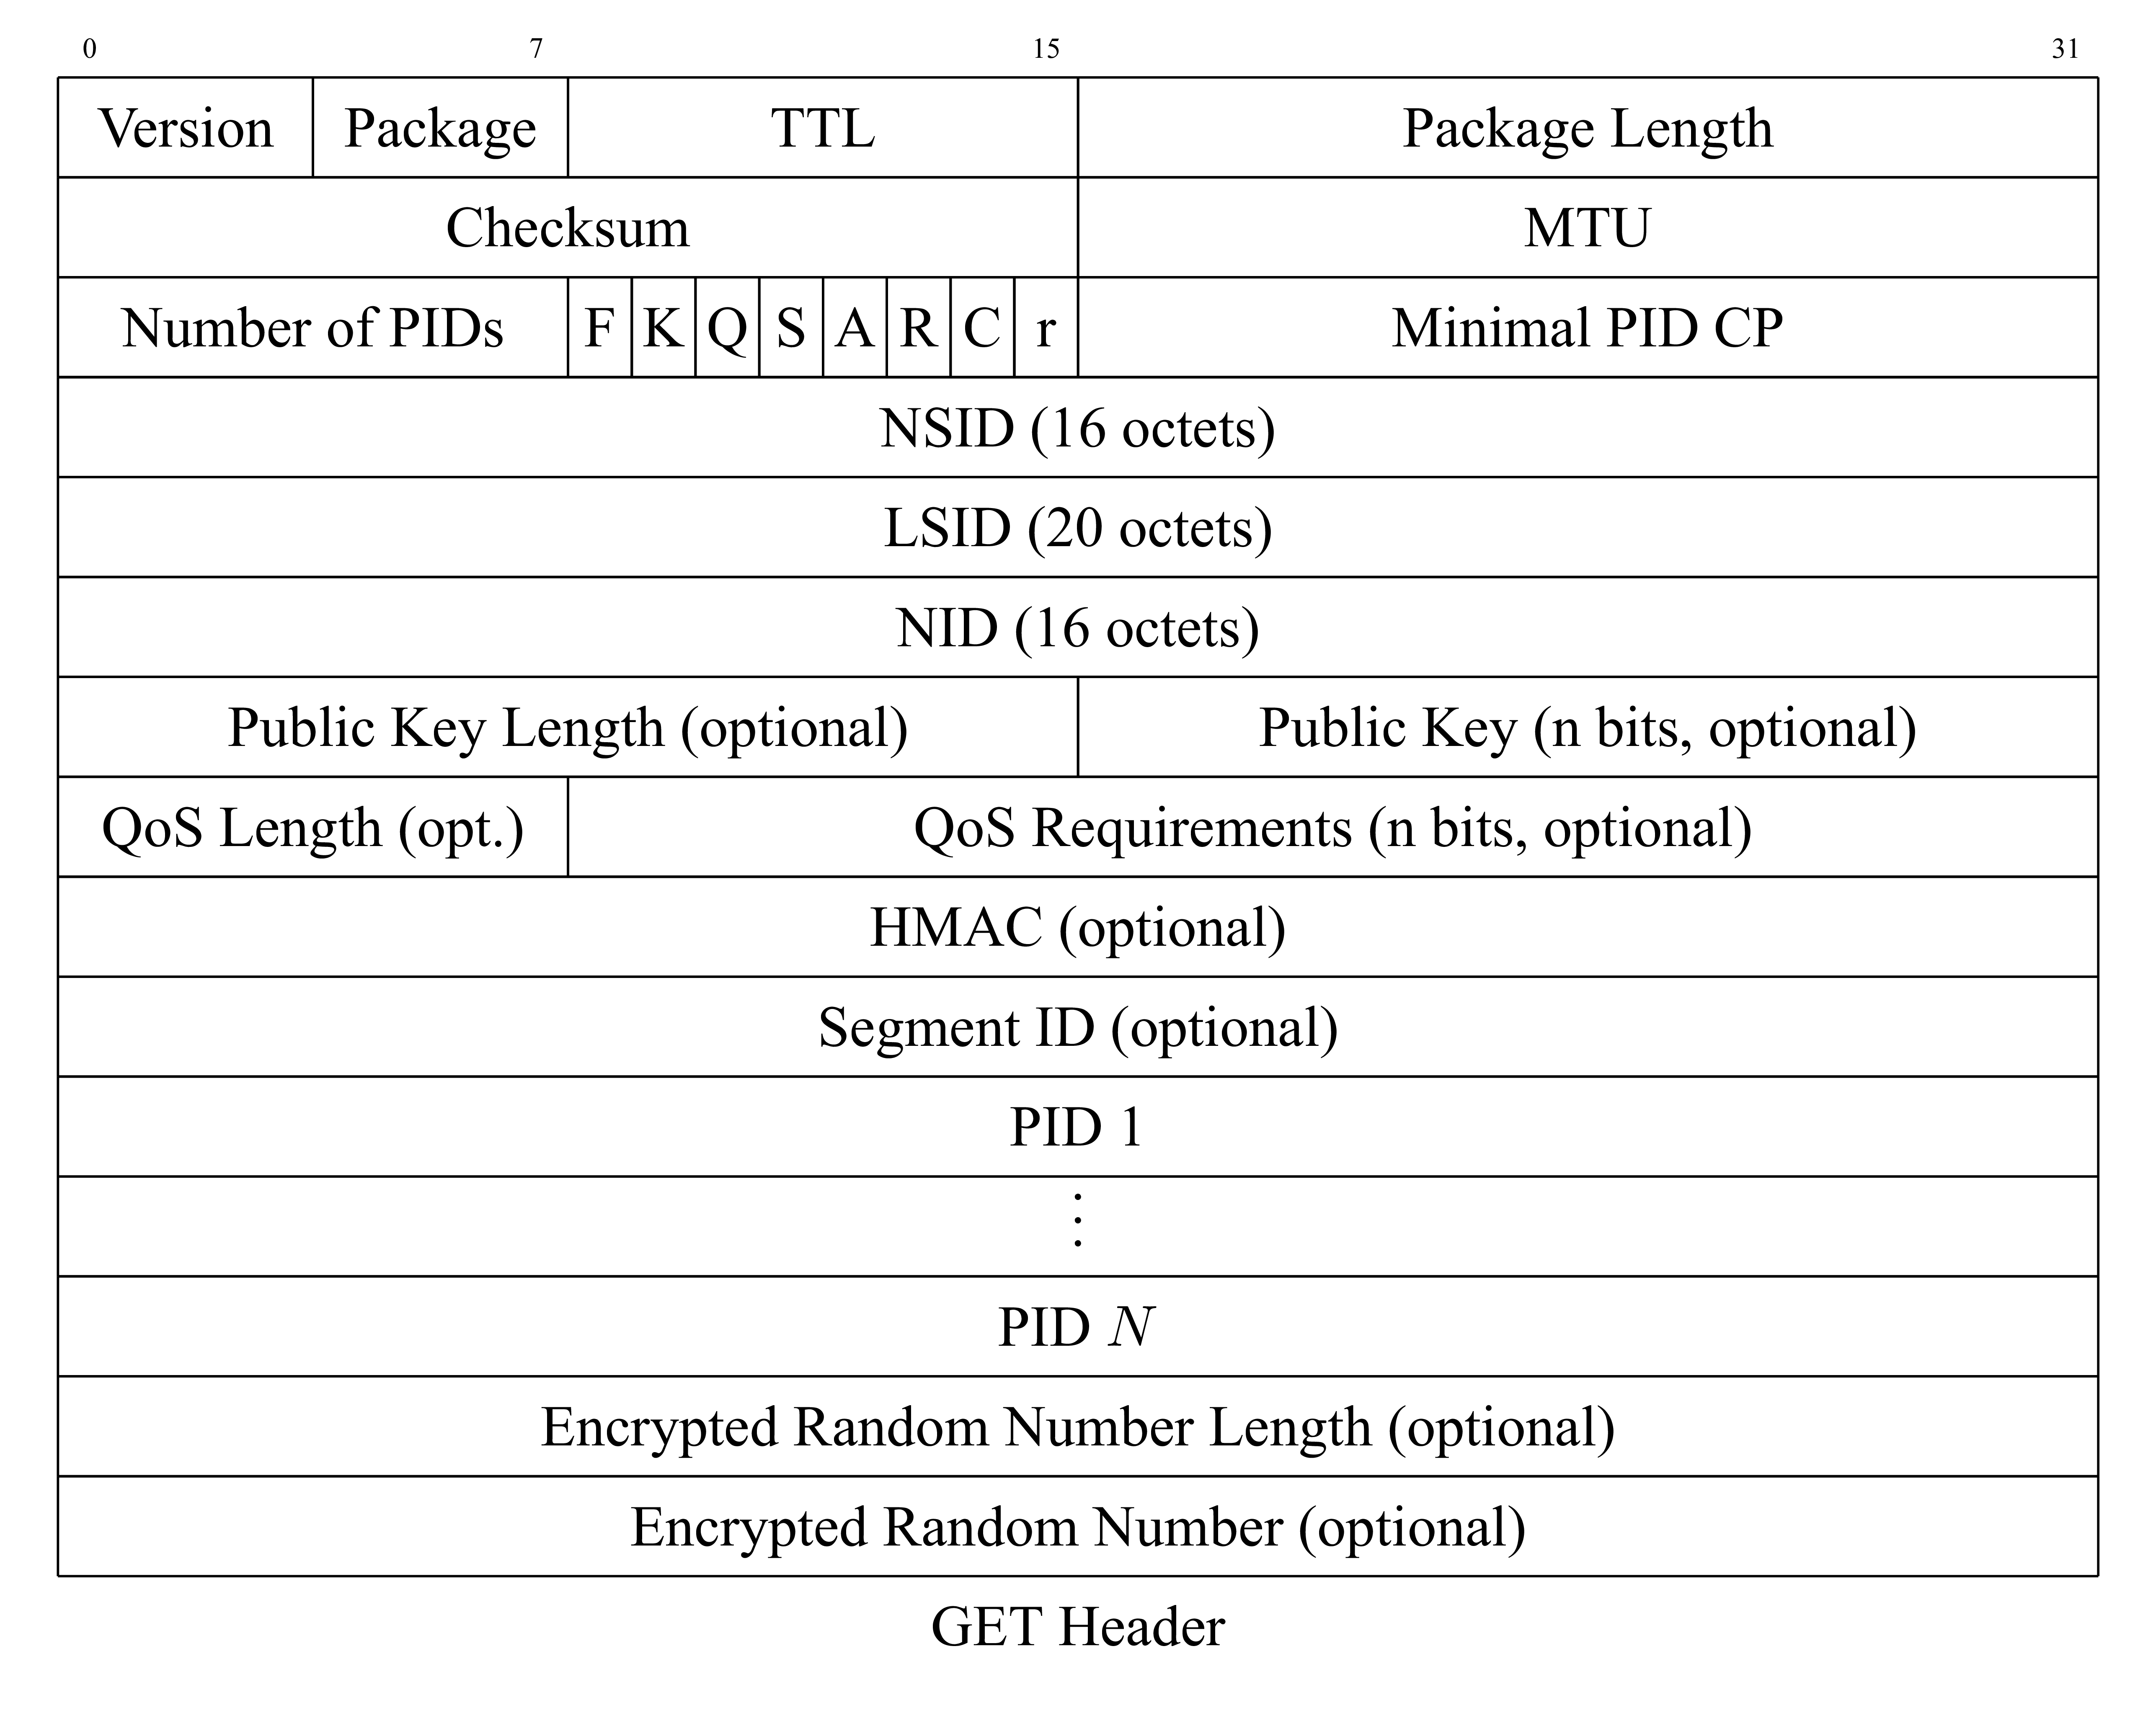 0 7 15 31
Version Package TTL Package Length
Checksum MTU
Number of PIDs F K Q S A R C r Minimal PID CP
NSID (16 octets)
LSID (20 octets)
NID (16 octets)
Public Key Length (optional) Public Key (n bits, optional)
QoS Length (opt.) QoS Requirements (n bits, optional)
HMAC (optional)
Segment ID (optional)
PID 1
⋮
PID N
Encrypted Random Number Length (optional)
Encrypted Random Number (optional)
GET Header